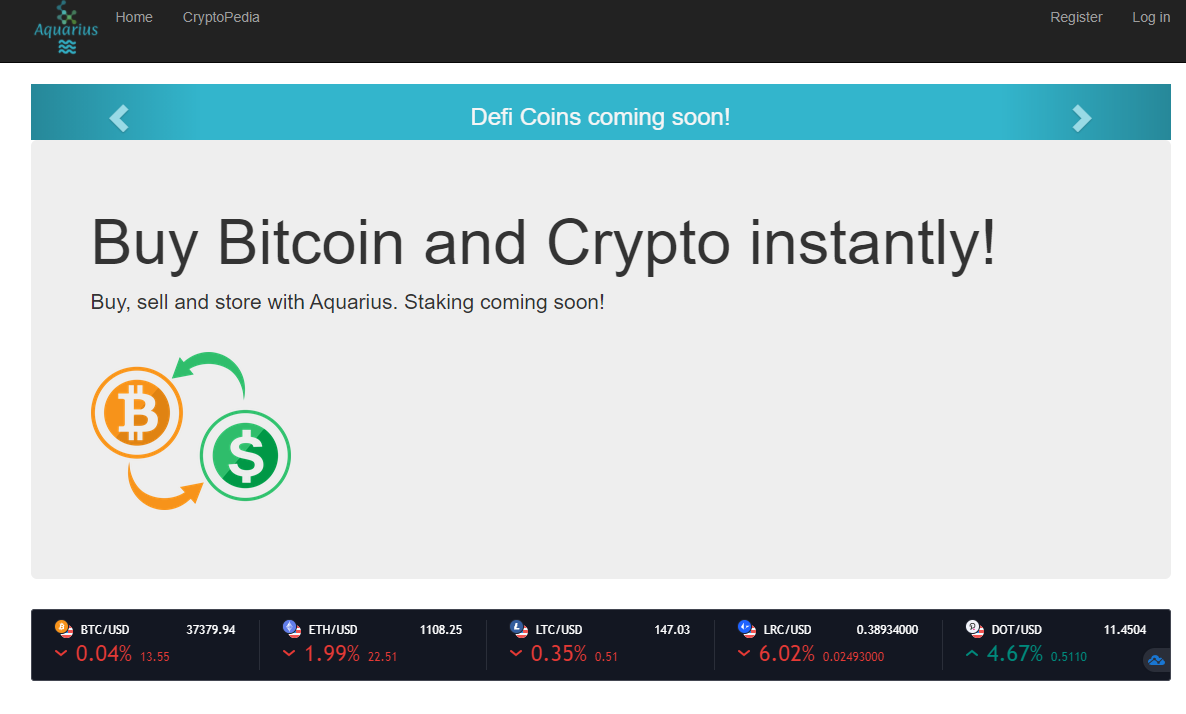 Aquarius
Home
CryptoPedia
Register
Log in
Defi Coins coming soon!
Buy Bitcoin and Crypto instantly!
Buy, sell and store with Aquarius. Staking coming soon!
BTC/USD 37379.94
0.04% 13.55
ETH/USD 1108.25
1.99% 22.51
LTC/USD 147.03
0.35% 0.51
LRC/USD 0.38934000
6.02% 0.02493000
DOT/USD 11.4504
4.67% 0.5110